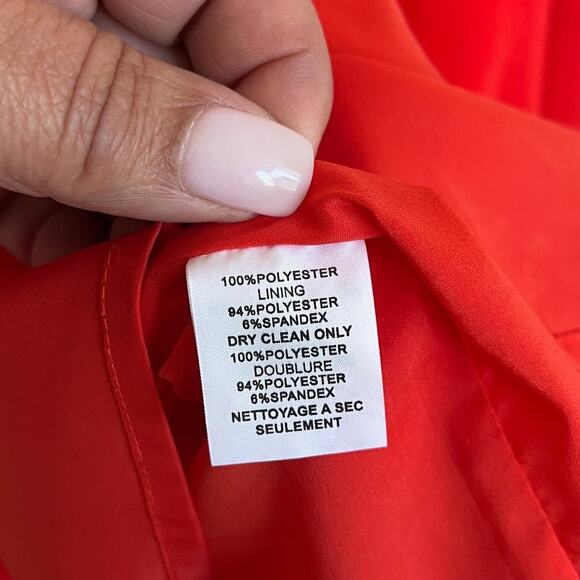 100%POLYESTER
LINING
94%POLYESTER
6%SPANDEX
DRY CLEAN ONLY
100%POLYESTER
DOUBLURE
94%POLYESTER
6%SPANDEX
NETTOYAGE A SEC
SEULEMENT